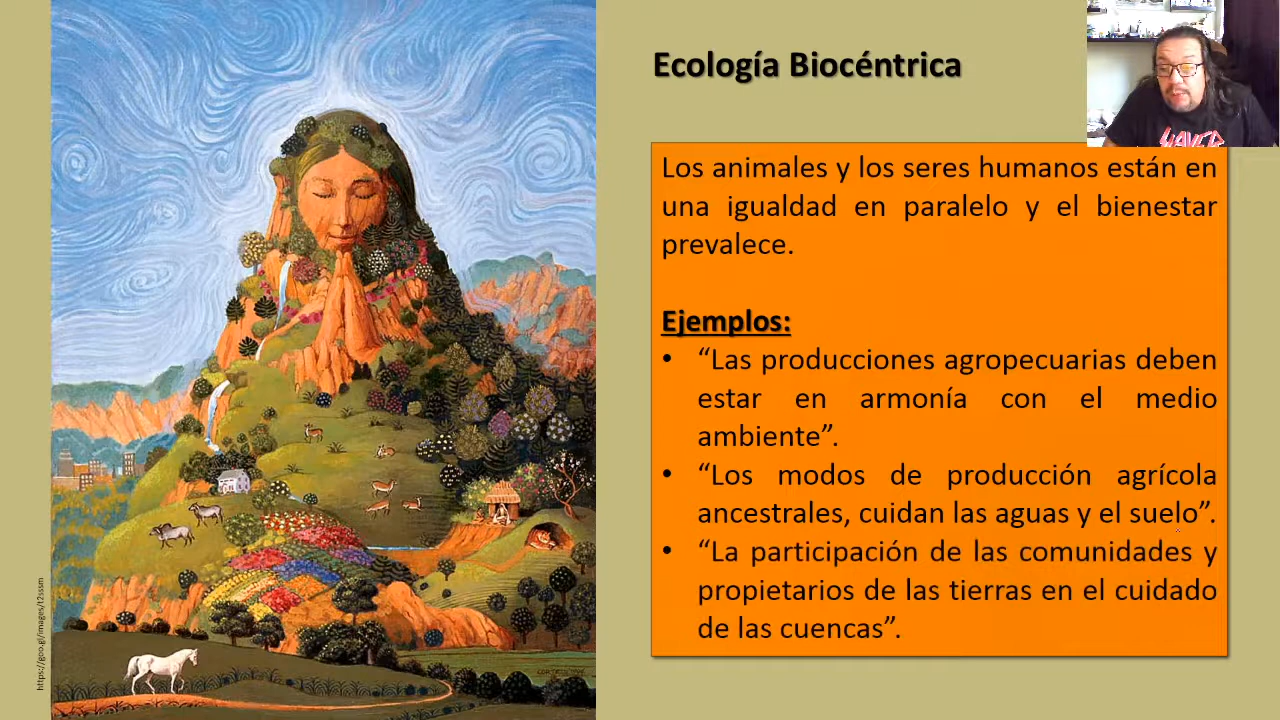 Ecología Biocéntrica
SLAYER
Los animales y los seres humanos están en
una igualdad en paralelo y el bienestar
prevalece.
Ejemplos:
• “Las producciones agropecuarias deben
estar en armonía con el medio
ambiente”.
• “Los modos de producción agrícola
ancestrales, cuidan las aguas y el suelo”.
• “La participación de las comunidades y
propietarios de las tierras en el cuidado
de las cuencas”.